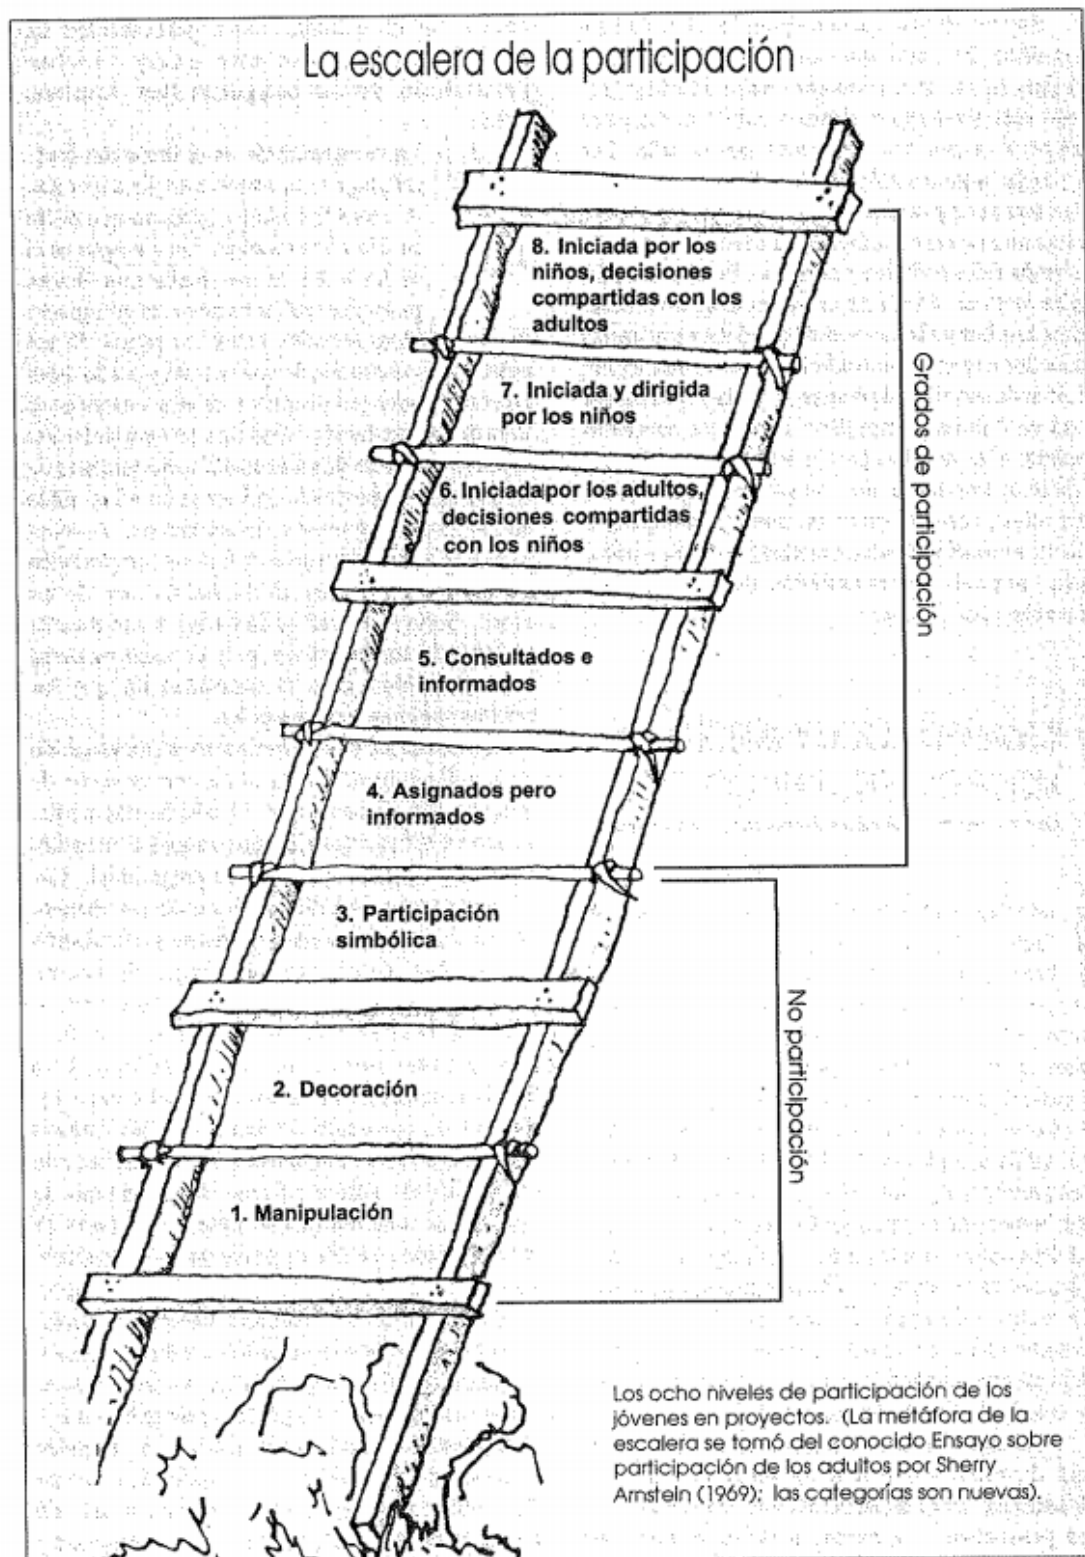 La escalera de la participación
8. Iniciada por los
niños, decisiones
compartidas con los
adultos
7. Iniciada y dirigida
por los niños
6. Iniciada por los adultos,
decisiones compartidas
con los niños
5. Consultados e
informados
4. Asignados pero
informados
3. Participación
simbólica
2. Decoración
1. Manipulación
Grados de participación
No participación
Los ocho niveles de participación de los
jóvenes en proyectos. (La metáfora de la
escalera se tomó del conocido Ensayo sobre
participación de los adultos por Sherry
Arnstein (1969); las categorías son nuevas).